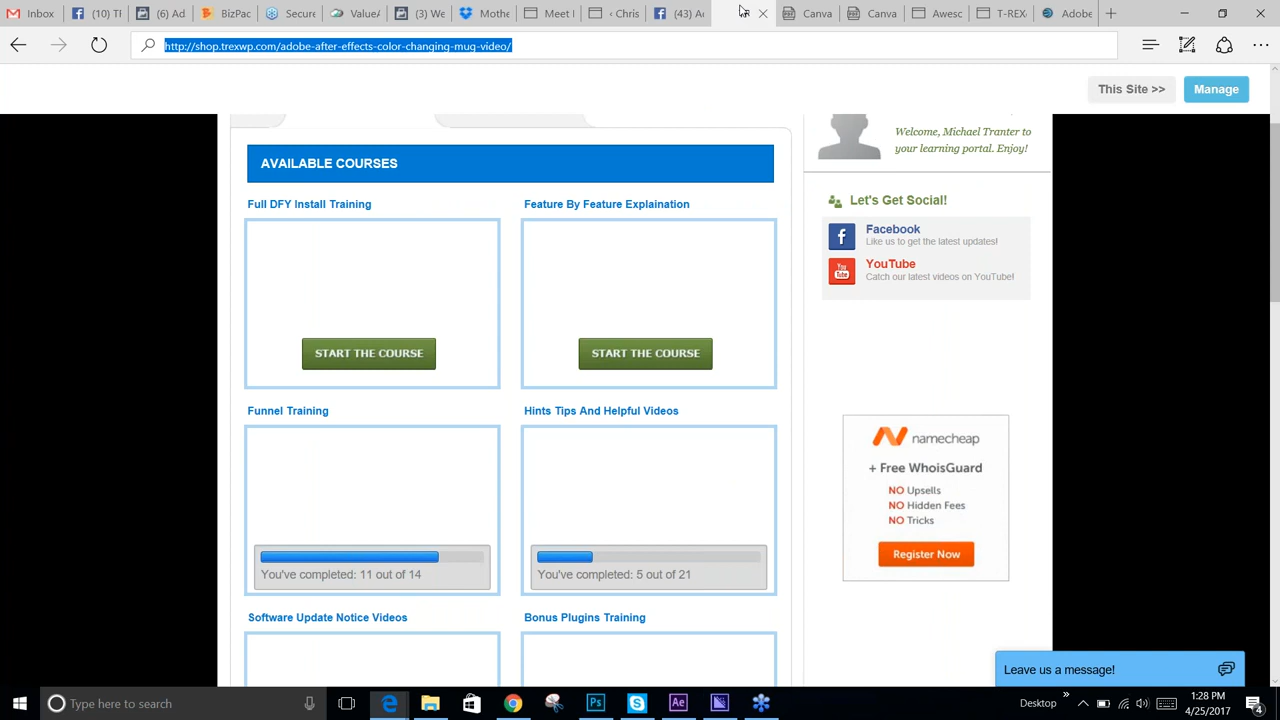 Inbox
(10) Ti
(6) Ad
BizPac
Secure
ValueA
(3) We
Mothe
Meet I
‹ Chris
(43) Au
Canva
Canva
Awesc
T-REX
Adobe
http://shop.trexwp.com/adobe-after-effects-color-changing-mug-video/
This Site >>
Manage
Welcome, Michael Tranter to
your learning portal. Enjoy!
AVAILABLE COURSES
Full DFY Install Training
Feature By Feature Explaination
START THE COURSE
START THE COURSE
Let's Get Social!
Facebook
Like us to get the latest updates!
YouTube
Catch our latest videos on YouTube!
Funnel Training
Hints Tips And Helpful Videos
You've completed: 11 out of 14
You've completed: 5 out of 21
namecheap
+ Free WhoisGuard
NO Upsells
NO Hidden Fees
NO Tricks
Register Now
Software Update Notice Videos
Bonus Plugins Training
Leave us a message!
Type here to search
Ps
Ae
Desktop
1:28 PM
4/25/2017
4